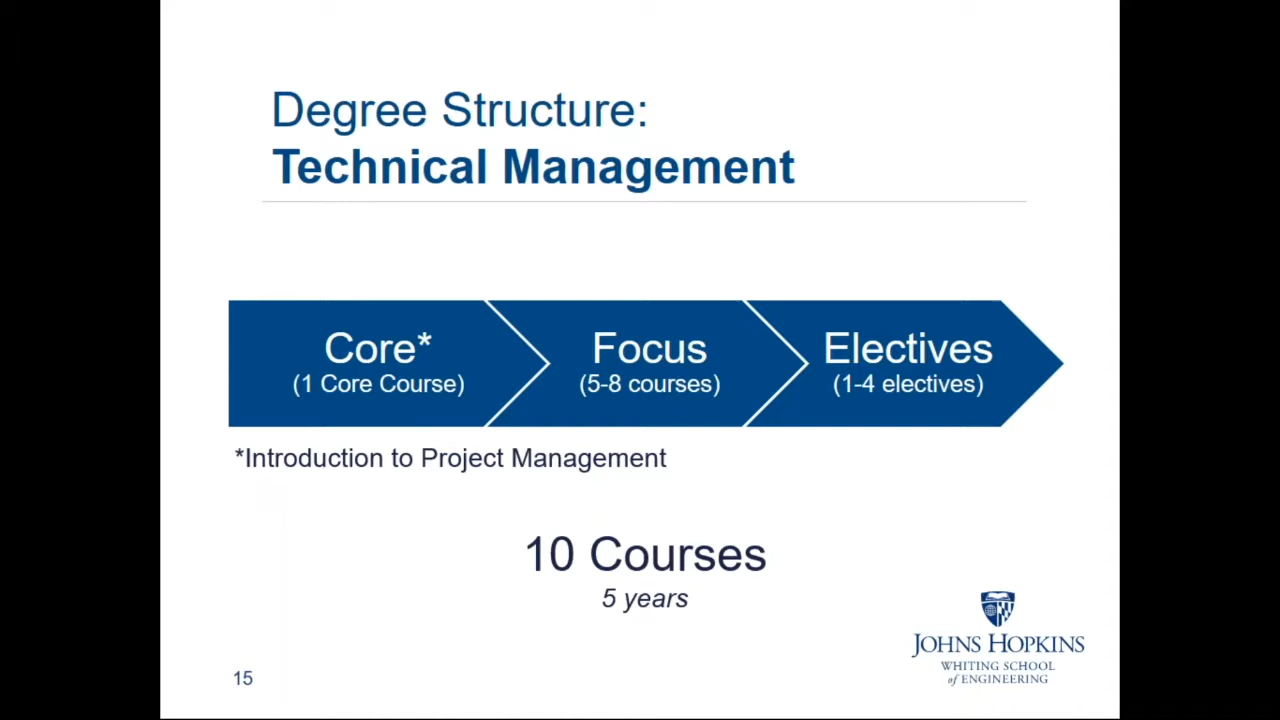 Degree Structure:
Technical Management
Core*
(1 Core Course)
Focus
(5-8 courses)
Electives
(1-4 electives)
*Introduction to Project Management
10 Courses
5 years
JOHNS HOPKINS
WHITING SCHOOL
of ENGINEERING
15